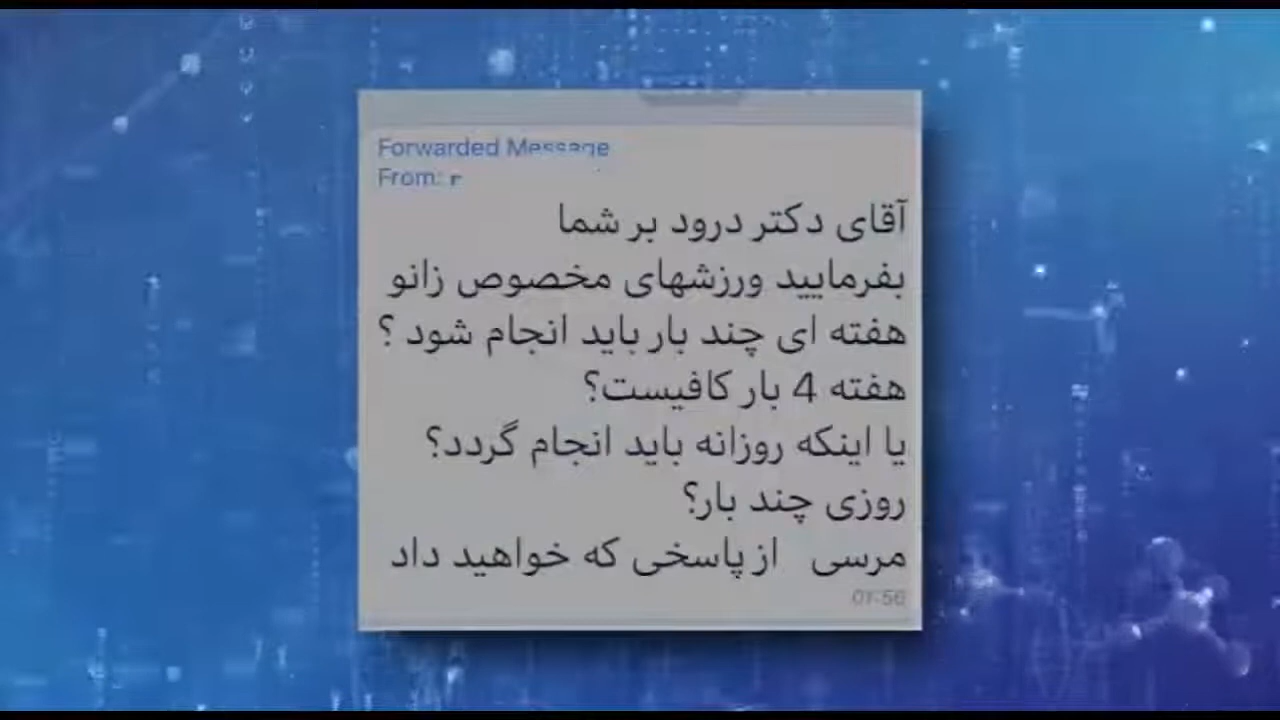 Forwarded Message
From:
آقای دکتر درود بر شما
بفرمایید ورزشهای مخصوص زانو
هفته ای چند بار باید انجام شود ؟
هفته 4 بار کافیست؟
یا اینکه روزانه باید انجام گردد؟
روزی چند بار؟
مرسی از پاسخی که خواهید داد
01:56